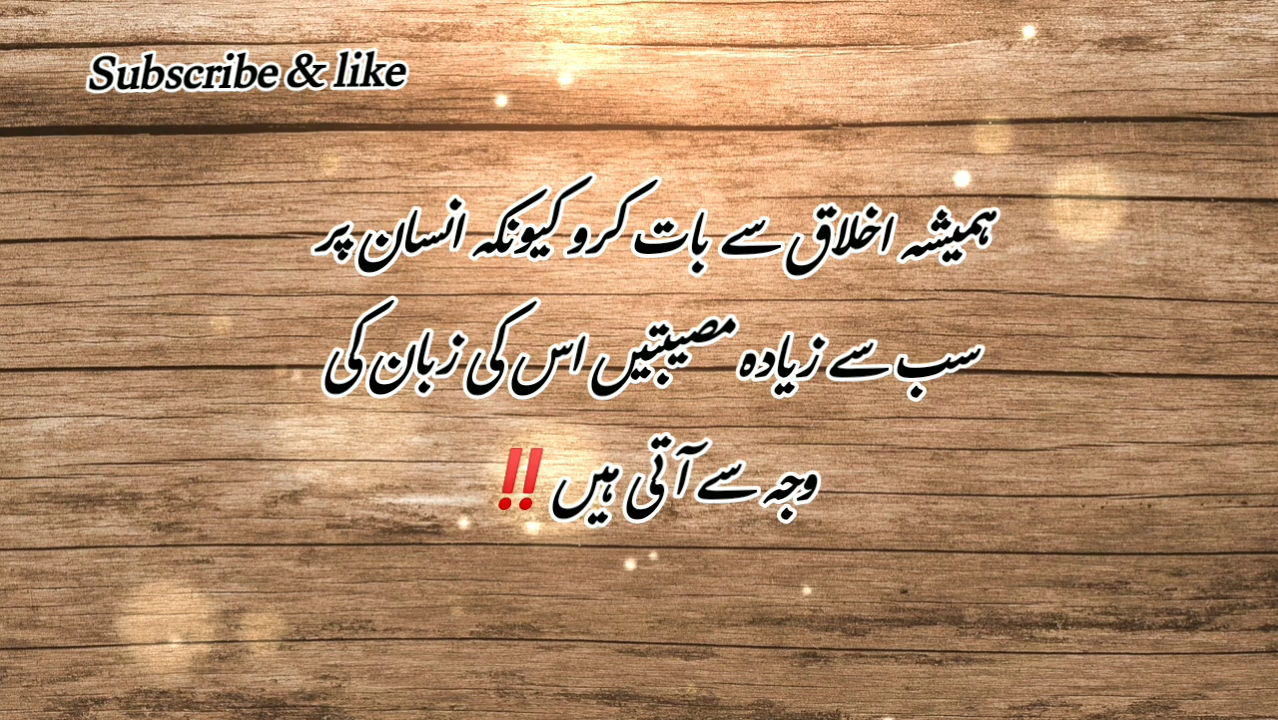 Subscribe & like
ہمیشہ اخلاق سے بات کرو کیونکہ انسان پر
سب سے زیادہ مصیبتیں اس کی زبان کی
وجہ سے آتی ہیں ‼️